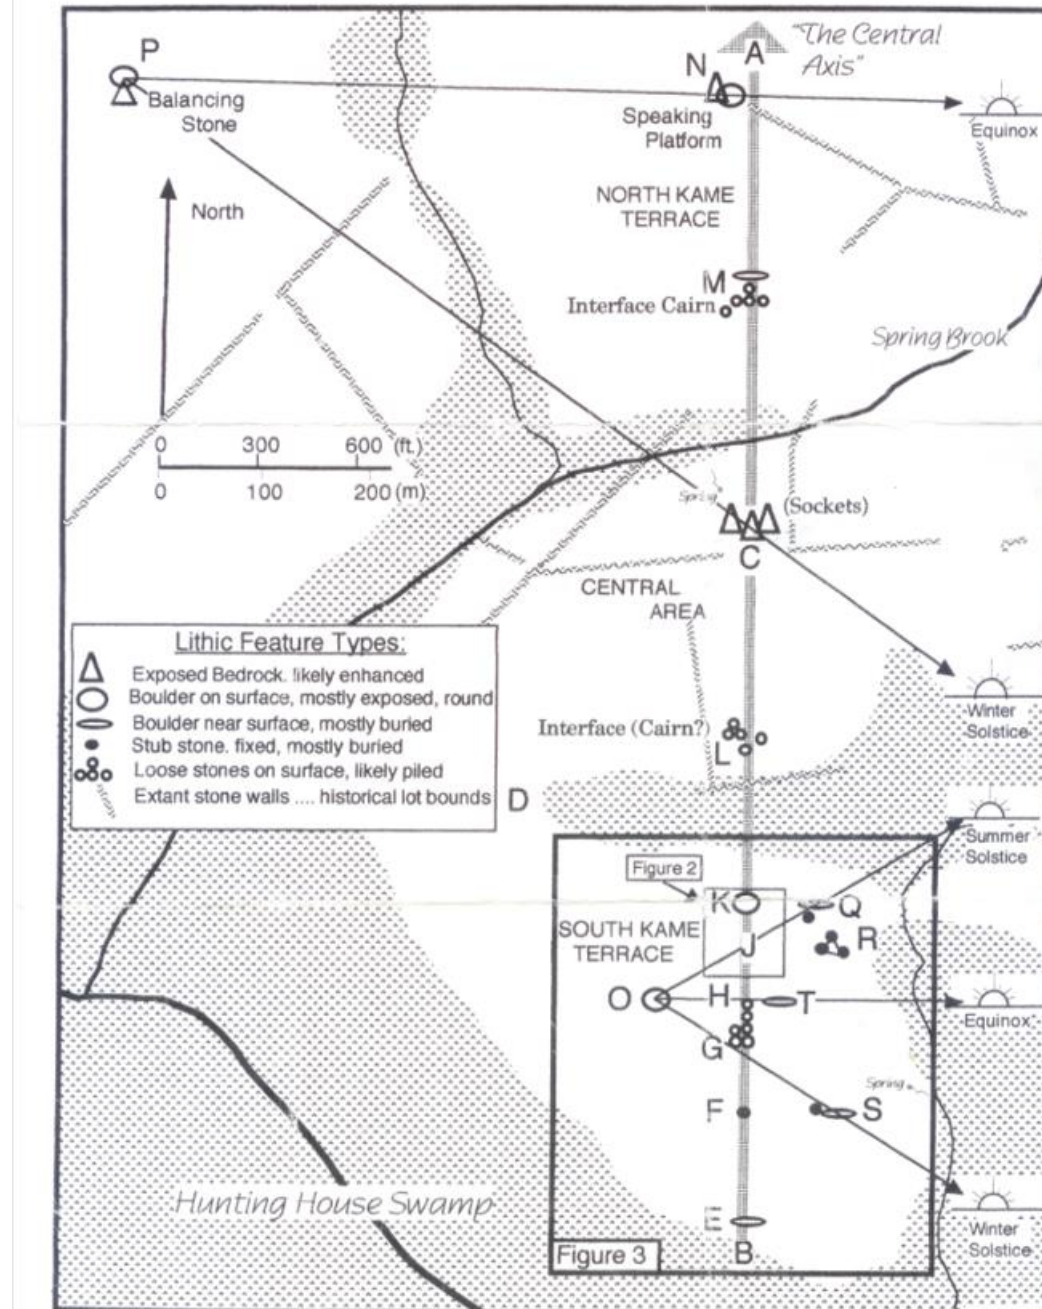 "The Central
Axis"
A
P
N
Balancing
Stone
Speaking
Platform
Equinox
North
NORTH KAME
TERRACE
M
Interface Cairn
Spring Brook
0 300 600 (ft.)
0 100 200 (m)
Spring
(Sockets)
C
CENTRAL
AREA
Lithic Feature Types:
Exposed Bedrock. likely enhanced
Boulder on surface, mostly exposed, round
Boulder near surface, mostly buried
Stub stone. fixed, mostly buried
Loose stones on surface, likely piled
Extant stone walls .... historical lot bounds
Winter
Solstice
Interface (Cairn?)
L
D
Summer
Solstice
Figure 2
K
Q
SOUTH KAME
TERRACE
J
R
O
H
T
Equinox
G
Spring
F
S
Hunting House Swamp
E
B
Winter
Solstice
Figure 3